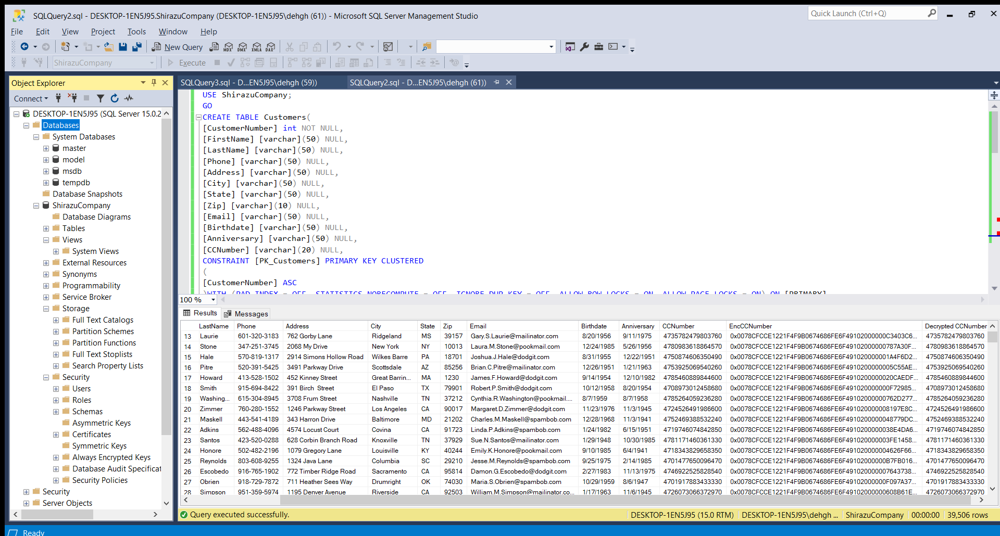 SQLQuery2.sql - DESKTOP-1EN5J95.ShirazuCompany (DESKTOP-1EN5J95\dehgh (61)) - Microsoft SQL Server Management Studio
Quick Launch (Ctrl+Q)
File Edit View Project Tools Window Help
New Query MDX DMX XMLA DAX
ShirazuCompany Execute
Object Explorer
Connect
DESKTOP-1EN5J95 (SQL Server 15.0.2
Databases
System Databases
master
model
msdb
tempdb
Database Snapshots
ShirazuCompany
Database Diagrams
Tables
Views
System Views
External Resources
Synonyms
Programmability
Service Broker
Storage
Full Text Catalogs
Partition Schemes
Partition Functions
Full Text Stoplists
Search Property Lists
Security
Users
Roles
Schemas
Asymmetric Keys
Certificates
Symmetric Keys
Always Encrypted Keys
Database Audit Specificat
Security Policies
Security
Server Objects
SQLQuery3.sql - D...EN5J95\dehgh (59)) SQLQuery2.sql - D...EN5J95\dehgh (61))
USE ShirazuCompany;
GO
CREATE TABLE Customers(
[CustomerNumber] int NOT NULL,
[FirstName] [varchar](50) NULL,
[LastName] [varchar](50) NULL,
[Phone] [varchar](50) NULL,
[Address] [varchar](50) NULL,
[City] [varchar](50) NULL,
[State] [varchar](50) NULL,
[Zip] [varchar](10) NULL,
[Email] [varchar](50) NULL,
[Birthdate] [varchar](50) NULL,
[Anniversary] [varchar](50) NULL,
[CCNumber] [varchar](20) NULL,
CONSTRAINT [PK_Customers] PRIMARY KEY CLUSTERED
(
[CustomerNumber] ASC
)WITH (PAD_INDEX = OFF, STATISTICS_NORECOMPUTE = OFF, IGNORE_DUP_KEY = OFF, ALLOW_ROW_LOCKS = ON, ALLOW_PAGE_LOCKS = ON) ON [PRIMARY]
100 %
Results Messages
LastName Phone Address City State Zip Email Birthdate Anniversary CCNumber EncCCNumber Decrypted CCNumber
13 Laurie 601-320-3183 762 Gorby Lane Ridgeland MS 39157 Gary.S.Laurie@mailinator.com 8/20/1956 9/11/1975 4735782479803760 0x0078CFCCE1221F4F9B0674686FE6F49102000000C3403C6... 4735782479803760
14 Stone 347-251-3745 2068 My Drive New York NY 10013 Laura.M.Stone@pookmail.com 12/24/1985 5/26/1956 4780983618864570 0x0078CFCCE1221F4F9B0674686FE6F49102000000787A30F... 4780983618864570
15 Hale 570-819-1317 2914 Simons Hollow Road Wilkes Barre PA 18701 Joshua.J.Hale@dodgit.com 8/31/1955 12/22/1951 4750874606350490 0x0078CFCCE1221F4F9B0674686FE6F491020000001A4F6D2... 4750874606350490
16 Pitre 520-391-5425 3491 Parkway Drive Scottsdale AZ 85256 Brian.C.Pitre@mailinator.com 12/26/1951 1/21/1963 4753925069540260 0x0078CFCCE1221F4F9B0674686FE6F491020000005C55AE... 4753925069540260
17 Howard 413-528-1502 452 Kinney Street Great Barrin... MA 1230 James.F.Howard@dodgit.com 9/14/1954 12/10/1982 4785460889844600 0x0078CFCCE1221F4F9B0674686FE6F4910200000020CAEDF... 4785460889844600
18 Smith 915-694-8422 391 Birch Street El Paso TX 79901 Robert.P.Smith@dodgit.com 10/12/1958 8/20/1954 4708973012458680 0x0078CFCCE1221F4F9B0674686FE6F491020000000F72985... 4708973012458680
19 Washing... 615-304-8945 3708 Frum Street Nashville TN 37212 Cynthia.R.Washington@pookmail.... 8/7/1959 8/7/1958 4785264059236280 0x0078CFCCE1221F4F9B0674686FE6F49102000000762D277... 4785264059236280
20 Zimmer 760-280-1552 1246 Parkway Street Los Angeles CA 90017 Margaret.D.Zimmer@dodgit.com 11/23/1976 11/3/1945 4724526491986600 0x0078CFCCE1221F4F9B0674686FE6F491020000008197E8C... 4724526491986600
21 Maskell 443-541-4189 343 Harron Drive Baltimore MD 21202 Charles.M.Maskell@spambob.com 12/28/1968 11/3/1941 4752469388532240 0x0078CFCCE1221F4F9B0674686FE6F4910200000048779DC... 4752469388532240
22 Adkins 562-488-4096 4574 Locust Court Covina CA 91723 Linda.P.Adkins@spambob.com 1/24/1982 6/15/1951 4719746074842850 0x0078CFCCE1221F4F9B0674686FE6F4910200000038E4DA6... 4719746074842850
23 Santos 423-520-0288 628 Corbin Branch Road Knoxville TN 37929 Sue.N.Santos@mailinator.com 1/29/1948 10/30/1985 4781171460361330 0x0078CFCCE1221F4F9B0674686FE6F491020000003FE1458... 4781171460361330
24 Honore 502-482-2196 1079 Gregory Lane Louisville KY 40244 Emily.K.Honore@pookmail.com 9/10/1985 6/4/1941 4718343829658350 0x0078CFCCE1221F4F9B0674686FE6F491020000004626F66... 4718343829658350
25 Reynolds 803-608-9255 1324 Java Lane Columbia SC 29210 Jesse.M.Reynolds@spambob.com 9/25/1975 2/14/1985 4701477650096470 0x0078CFCCE1221F4F9B0674686FE6F49102000000B7FB016... 4701477650096470
26 Escobedo 916-765-1902 772 Timber Ridge Road Sacramento CA 95814 Damon.G.Escobedo@dodgit.com 2/27/1983 11/13/1975 4746922525828540 0x0078CFCCE1221F4F9B0674686FE6F491020000007643738... 4746922525828540
27 Obrien 918-729-7872 711 Heather Sees Way Drumright OK 74030 Maria.S.Obrien@spambob.com 10/29/1959 8/6/1947 4701917883433330 0x0078CFCCE1221F4F9B0674686FE6F49102000000F097A37... 4701917883433330
28 Simpson 951-359-5974 1195 Denver Avenue Riverside CA 92503 William.M.Simpson@mailinator.co... 1/17/1963 11/6/1945 4726073066372970 0x0078CFCCE1221F4F9B0674686FE6F49102000000608B61E... 4726073066372970
Query executed successfully. DESKTOP-1EN5J95 (15.0 RTM) DESKTOP-1EN5J95\dehgh ... ShirazuCompany 00:00:00 39,506 rows
Ready